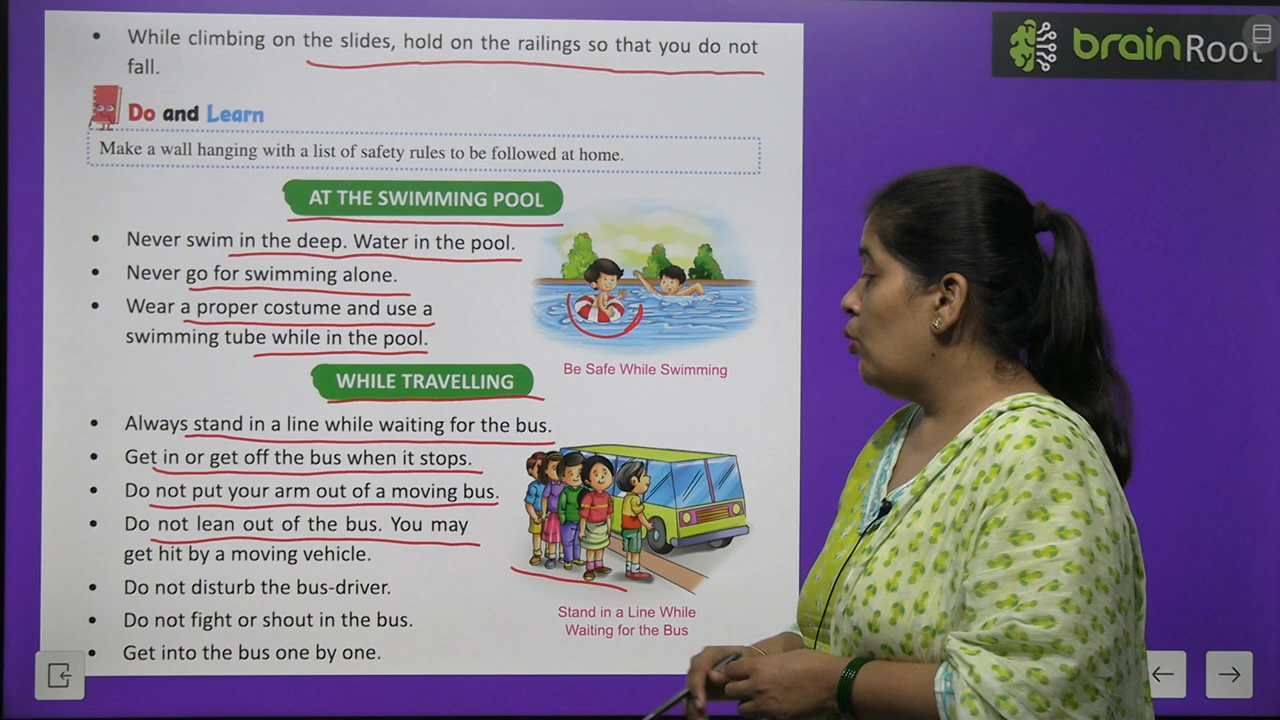 • While climbing on the slides, hold on the railings so that you do not
fall.
Do and Learn
Make a wall hanging with a list of safety rules to be followed at home.
AT THE SWIMMING POOL
• Never swim in the deep. Water in the pool.
• Never go for swimming alone.
• Wear a proper costume and use a
swimming tube while in the pool.
Be Safe While Swimming
WHILE TRAVELLING
• Always stand in a line while waiting for the bus.
• Get in or get off the bus when it stops.
• Do not put your arm out of a moving bus.
• Do not lean out of the bus. You may
get hit by a moving vehicle.
• Do not disturb the bus-driver.
• Do not fight or shout in the bus.
• Get into the bus one by one.
Stand in a Line While
Waiting for the Bus
brainRoot